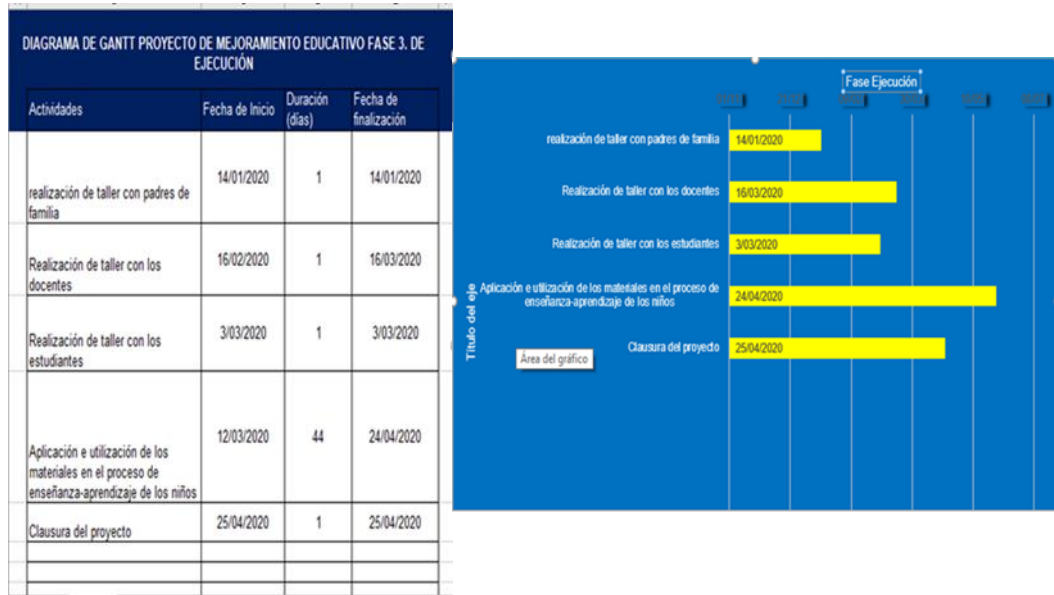 DIAGRAMA DE GANTT PROYECTO DE MEJORAMIENTO EDUCATIVO FASE 3. DE
EJECUCIÓN
Actividades
Fecha de Inicio
Duración
(días)
Fecha de
finalización
realización de taller con padres de
familia
14/01/2020
1
14/01/2020
Realización de taller con los
docentes
16/02/2020
1
16/03/2020
Realización de taller con los
estudiantes
3/03/2020
1
3/03/2020
Aplicación e utilización de los
materiales en el proceso de
enseñanza-aprendizaje de los niños
12/03/2020
44
24/04/2020
Clausura del proyecto
25/04/2020
1
25/04/2020
Fase Ejecución
realización de taller con padres de familia
14/01/2020
Realización de taller con los docentes
16/03/2020
Realización de taller con los estudiantes
3/03/2020
Aplicación e utilización de los materiales en el proceso de
enseñanza-aprendizaje de los niños
24/04/2020
Clausura del proyecto
25/04/2020
Título del eje
Área del gráfico